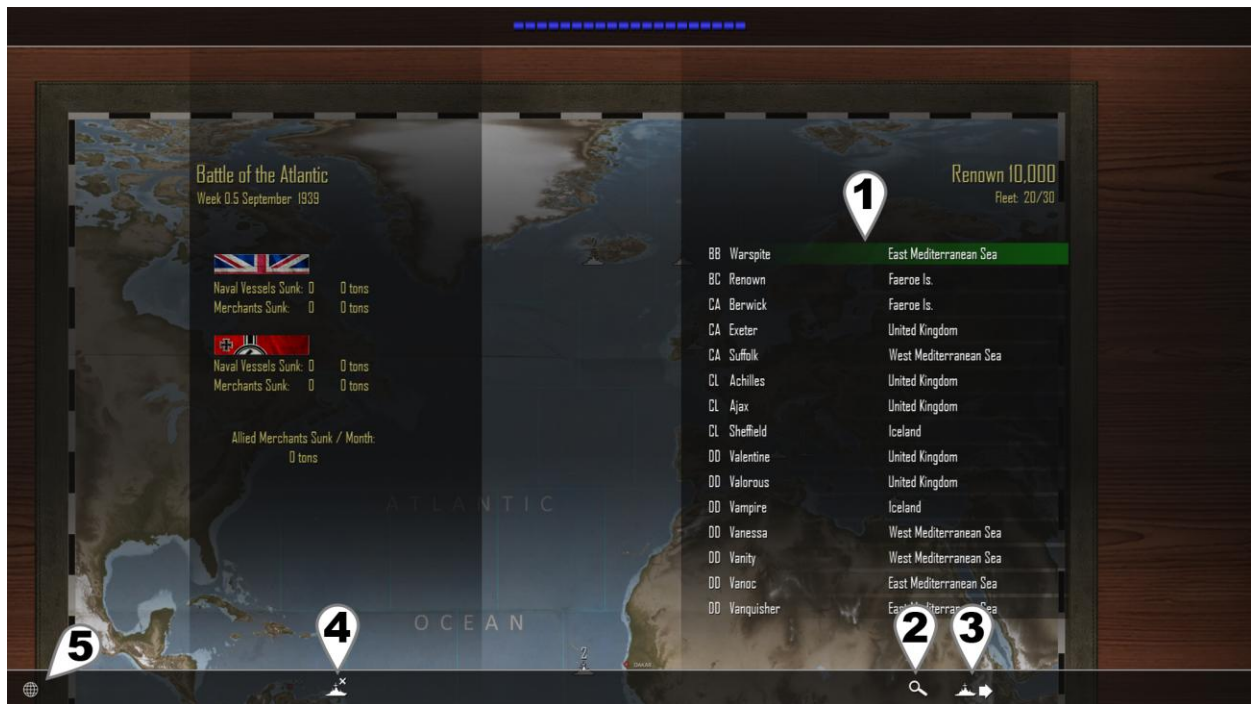 Battle of the Atlantic
Week 0.5 September 1939
Naval Vessels Sunk: 0 0 tons
Merchants Sunk: 0 0 tons
Naval Vessels Sunk: 0 0 tons
Merchants Sunk: 0 0 tons
Allied Merchants Sunk / Month:
0 tons
Renown 10,000
Fleet: 20/30
1
BB Warspite East Mediterranean Sea
BC Renown Faeroe Is.
CA Berwick Faeroe Is.
CA Exeter United Kingdom
CA Suffolk West Mediterranean Sea
CL Achilles United Kingdom
CL Ajax United Kingdom
CL Sheffield Iceland
DD Valentine United Kingdom
DD Valorous United Kingdom
DD Vampire Iceland
DD Vanessa West Mediterranean Sea
DD Vanity West Mediterranean Sea
DD Vanoc East Mediterranean Sea
DD Vanquisher Sea
ATLANTIC
OCEAN
2
5
4
2
3